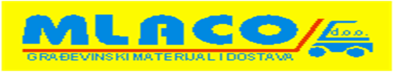 MLACO d.o.o.
GRAĐEVINSKI MATERIJAL I DOSTAVA